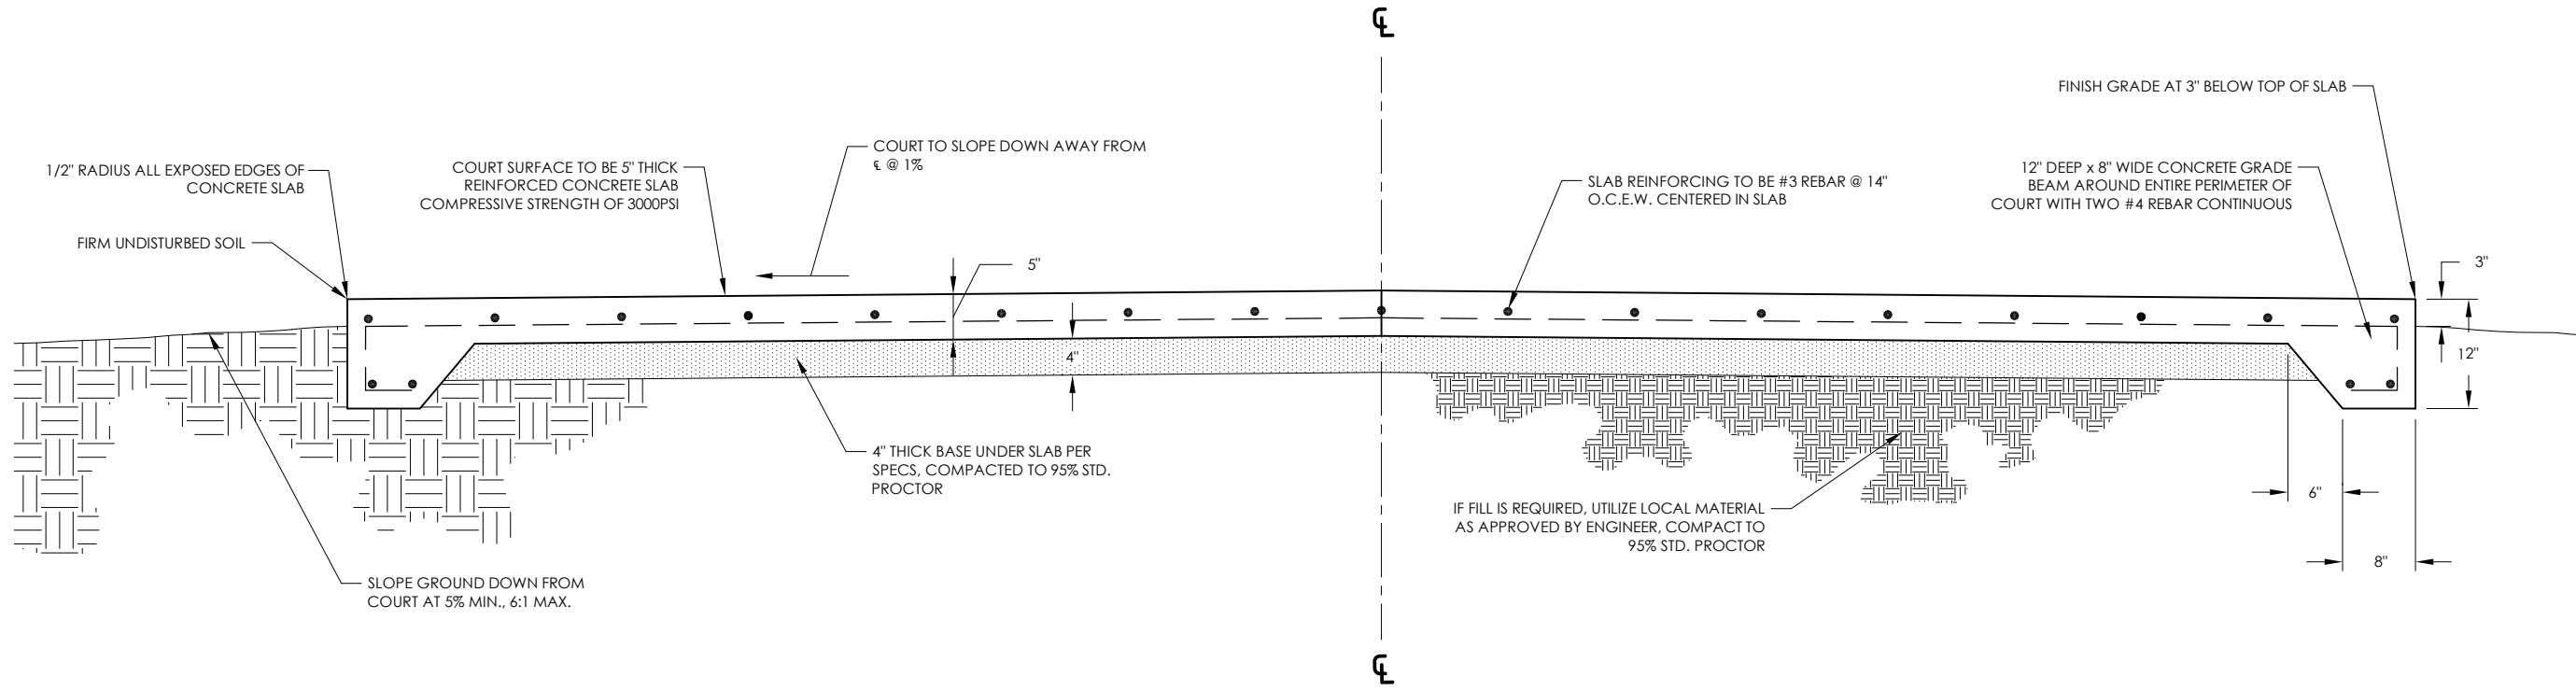 ℄
FINISH GRADE AT 3" BELOW TOP OF SLAB
COURT TO SLOPE DOWN AWAY FROM
℄ @ 1%
1/2" RADIUS ALL EXPOSED EDGES OF
CONCRETE SLAB
COURT SURFACE TO BE 5" THICK
REINFORCED CONCRETE SLAB
COMPRESSIVE STRENGTH OF 3000PSI
SLAB REINFORCING TO BE #3 REBAR @ 14"
O.C.E.W. CENTERED IN SLAB
12" DEEP x 8" WIDE CONCRETE GRADE
BEAM AROUND ENTIRE PERIMETER OF
COURT WITH TWO #4 REBAR CONTINUOUS
FIRM UNDISTURBED SOIL
5"
3"
4"
12"
4" THICK BASE UNDER SLAB PER
SPECS, COMPACTED TO 95% STD.
PROCTOR
6"
IF FILL IS REQUIRED, UTILIZE LOCAL MATERIAL
AS APPROVED BY ENGINEER, COMPACT TO
95% STD. PROCTOR
8"
SLOPE GROUND DOWN FROM
COURT AT 5% MIN., 6:1 MAX.
℄